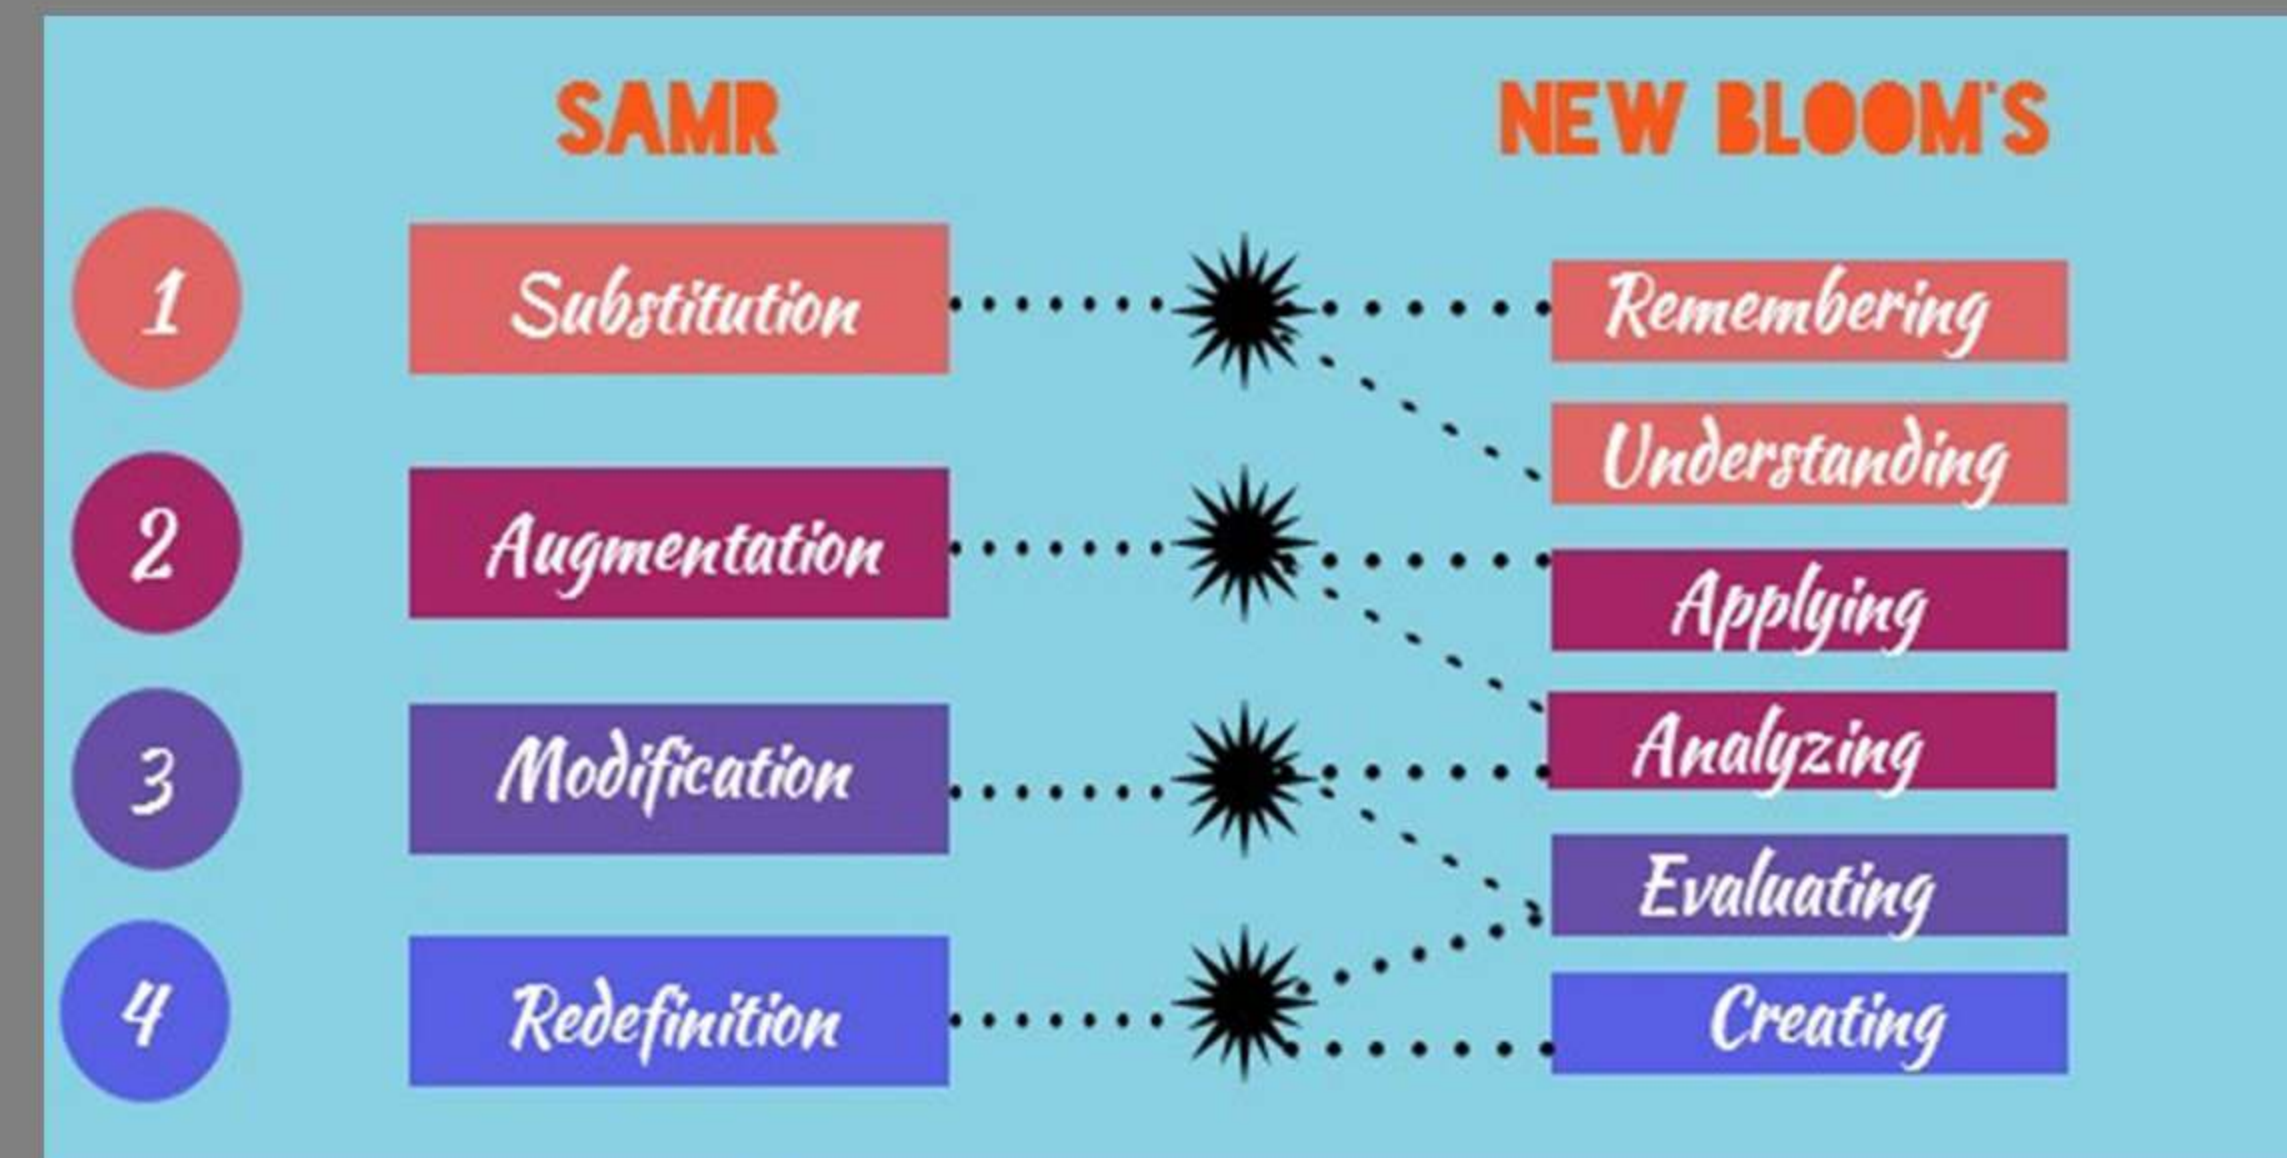 SAMR
NEW BLOOM'S
1
Substitution
Remembering
Understanding
2
Augmentation
Applying
Analyzing
3
Modification
Evaluating
4
Redefinition
Creating